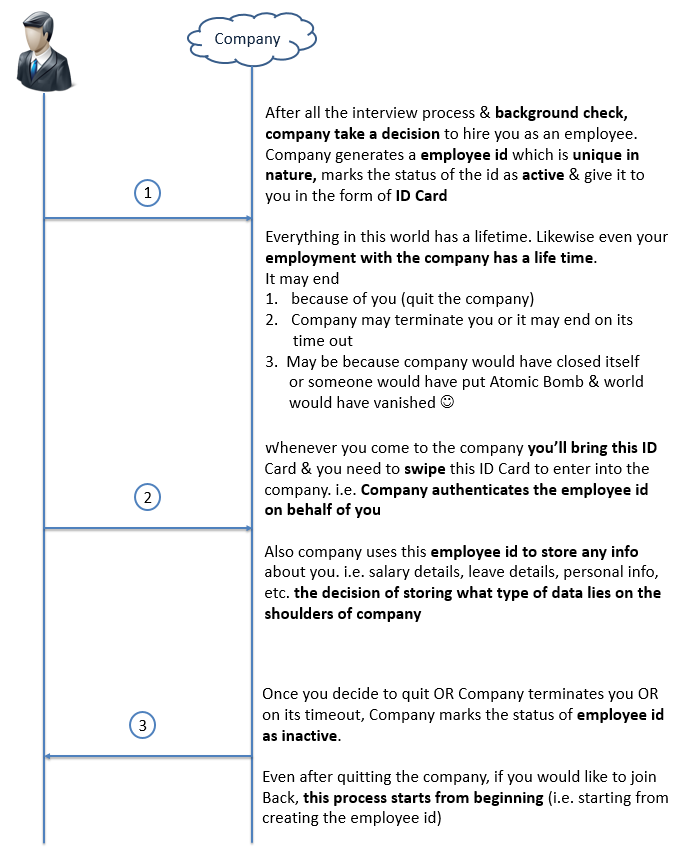 Company
After all the interview process & background check,
company take a decision to hire you as an employee.
Company generates a employee id which is unique in
nature, marks the status of the id as active & give it to
you in the form of ID Card
1
Everything in this world has a lifetime. Likewise even your
employment with the company has a life time.
It may end
1. because of you (quit the company)
2. Company may terminate you or it may end on its
time out
3. May be because company would have closed itself
or someone would have put Atomic Bomb & world
would have vanished ☺
Whenever you come to the company you'll bring this ID
Card & you need to swipe this ID Card to enter into the
company. i.e. Company authenticates the employee id
on behalf of you
2
Also company uses this employee id to store any info
about you. i.e. salary details, leave details, personal info,
etc. the decision of storing what type of data lies on the
shoulders of company
Once you decide to quit OR Company terminates you OR
on its timeout, Company marks the status of employee id
as inactive.
3
Even after quitting the company, if you would like to join
Back, this process starts from beginning (i.e. starting from
creating the employee id)